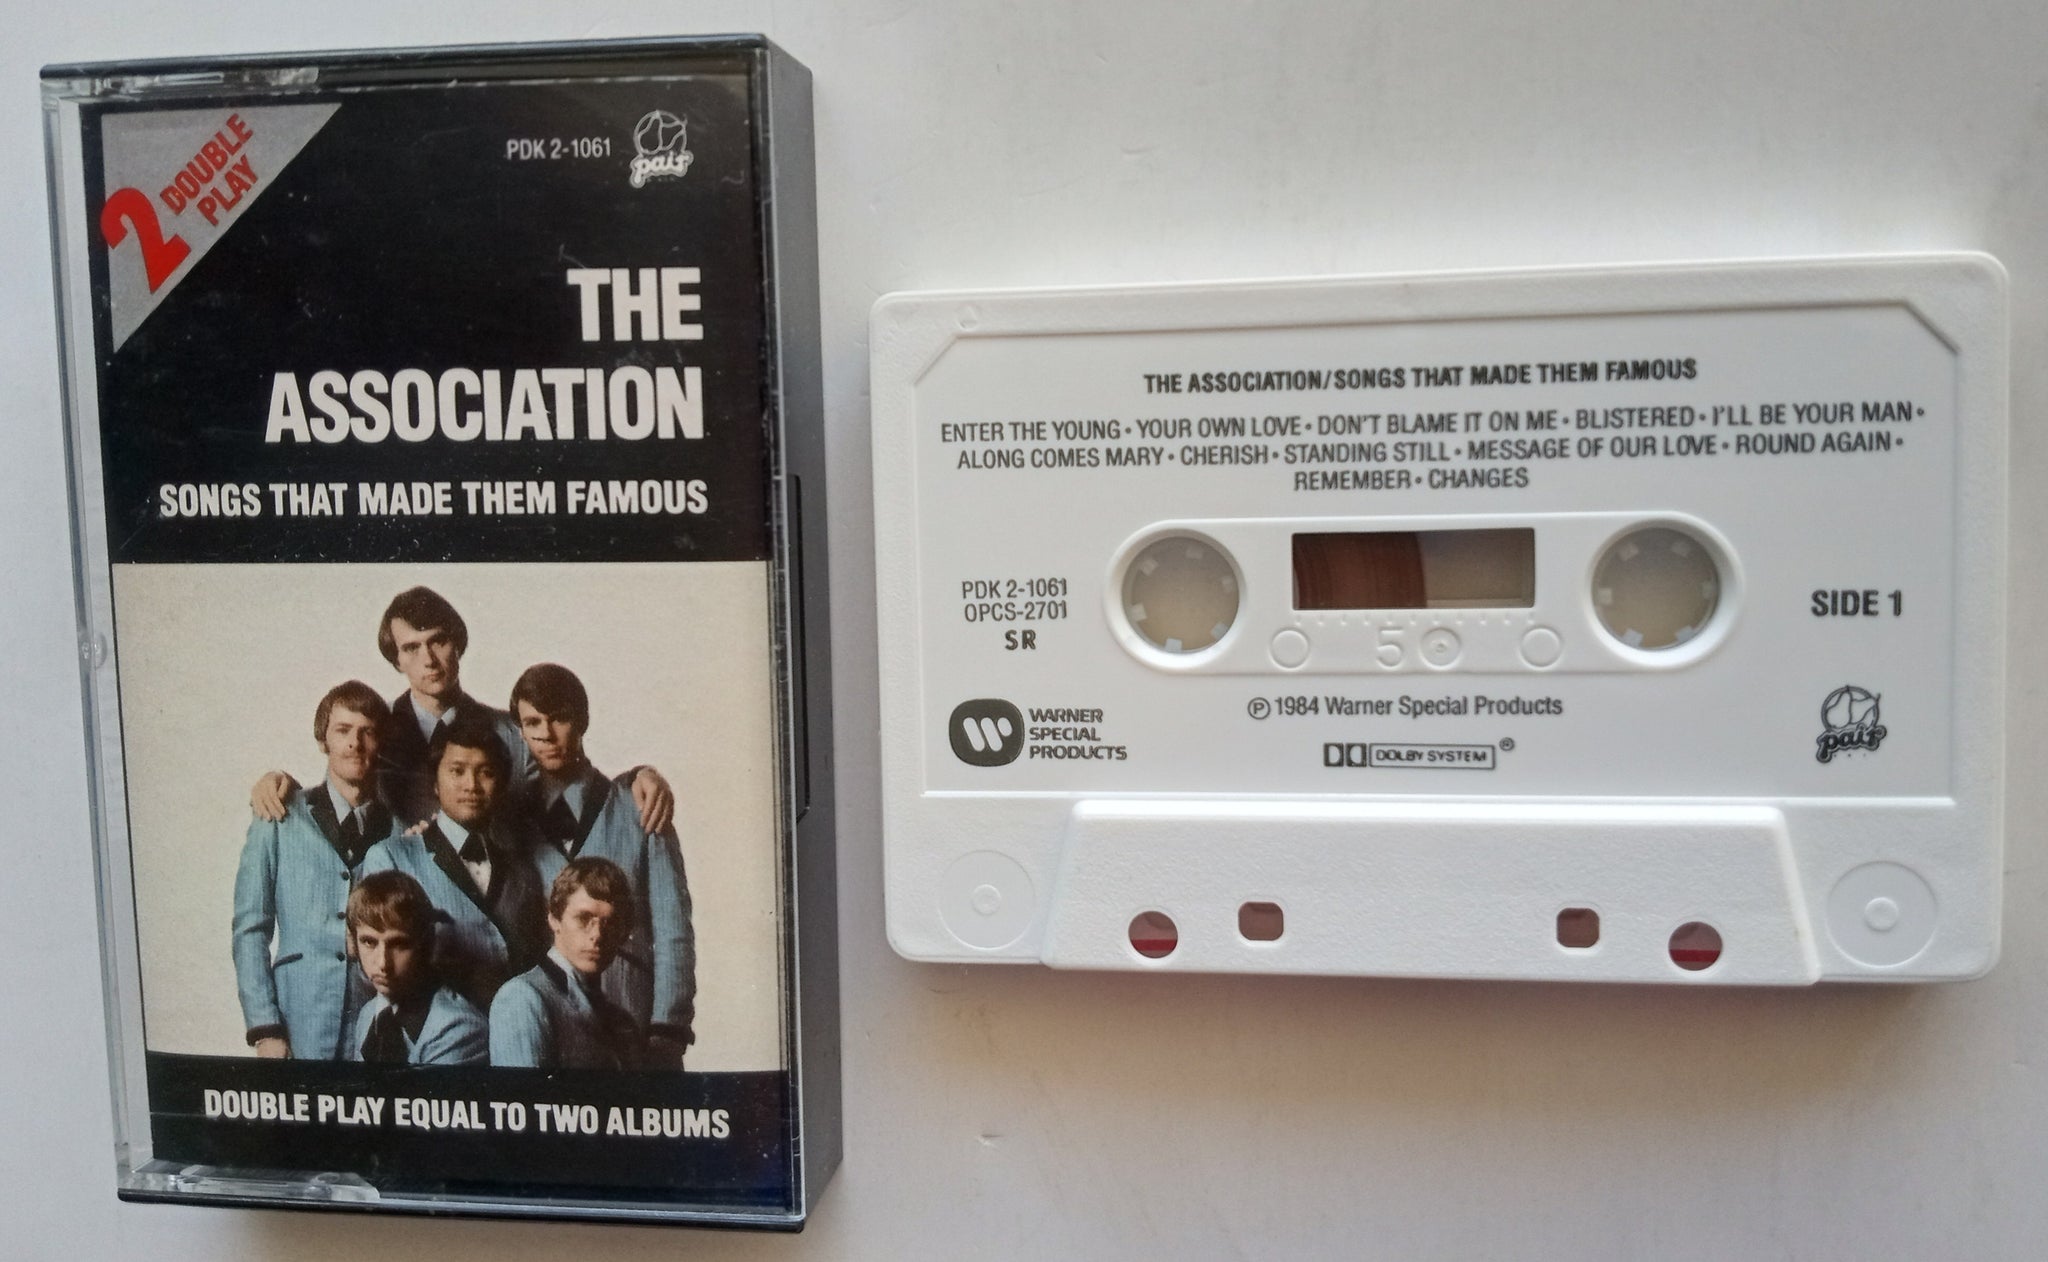 2 DOUBLE
PLAY
PDK 2-1061
pair
THE
ASSOCIATION
SONGS THAT MADE THEM FAMOUS
DOUBLE PLAY EQUAL TO TWO ALBUMS
THE ASSOCIATION/SONGS THAT MADE THEM FAMOUS
ENTER THE YOUNG • YOUR OWN LOVE • DON'T BLAME IT ON ME • BLISTERED • I'LL BE YOUR MAN •
ALONG COMES MARY • CHERISH • STANDING STILL • MESSAGE OF OUR LOVE • ROUND AGAIN •
REMEMBER • CHANGES
PDK 2-1061
OPCS-2701
SR
5
SIDE 1
WARNER
SPECIAL
PRODUCTS
℗ 1984 Warner Special Products
DOLBY SYSTEM ®
pair